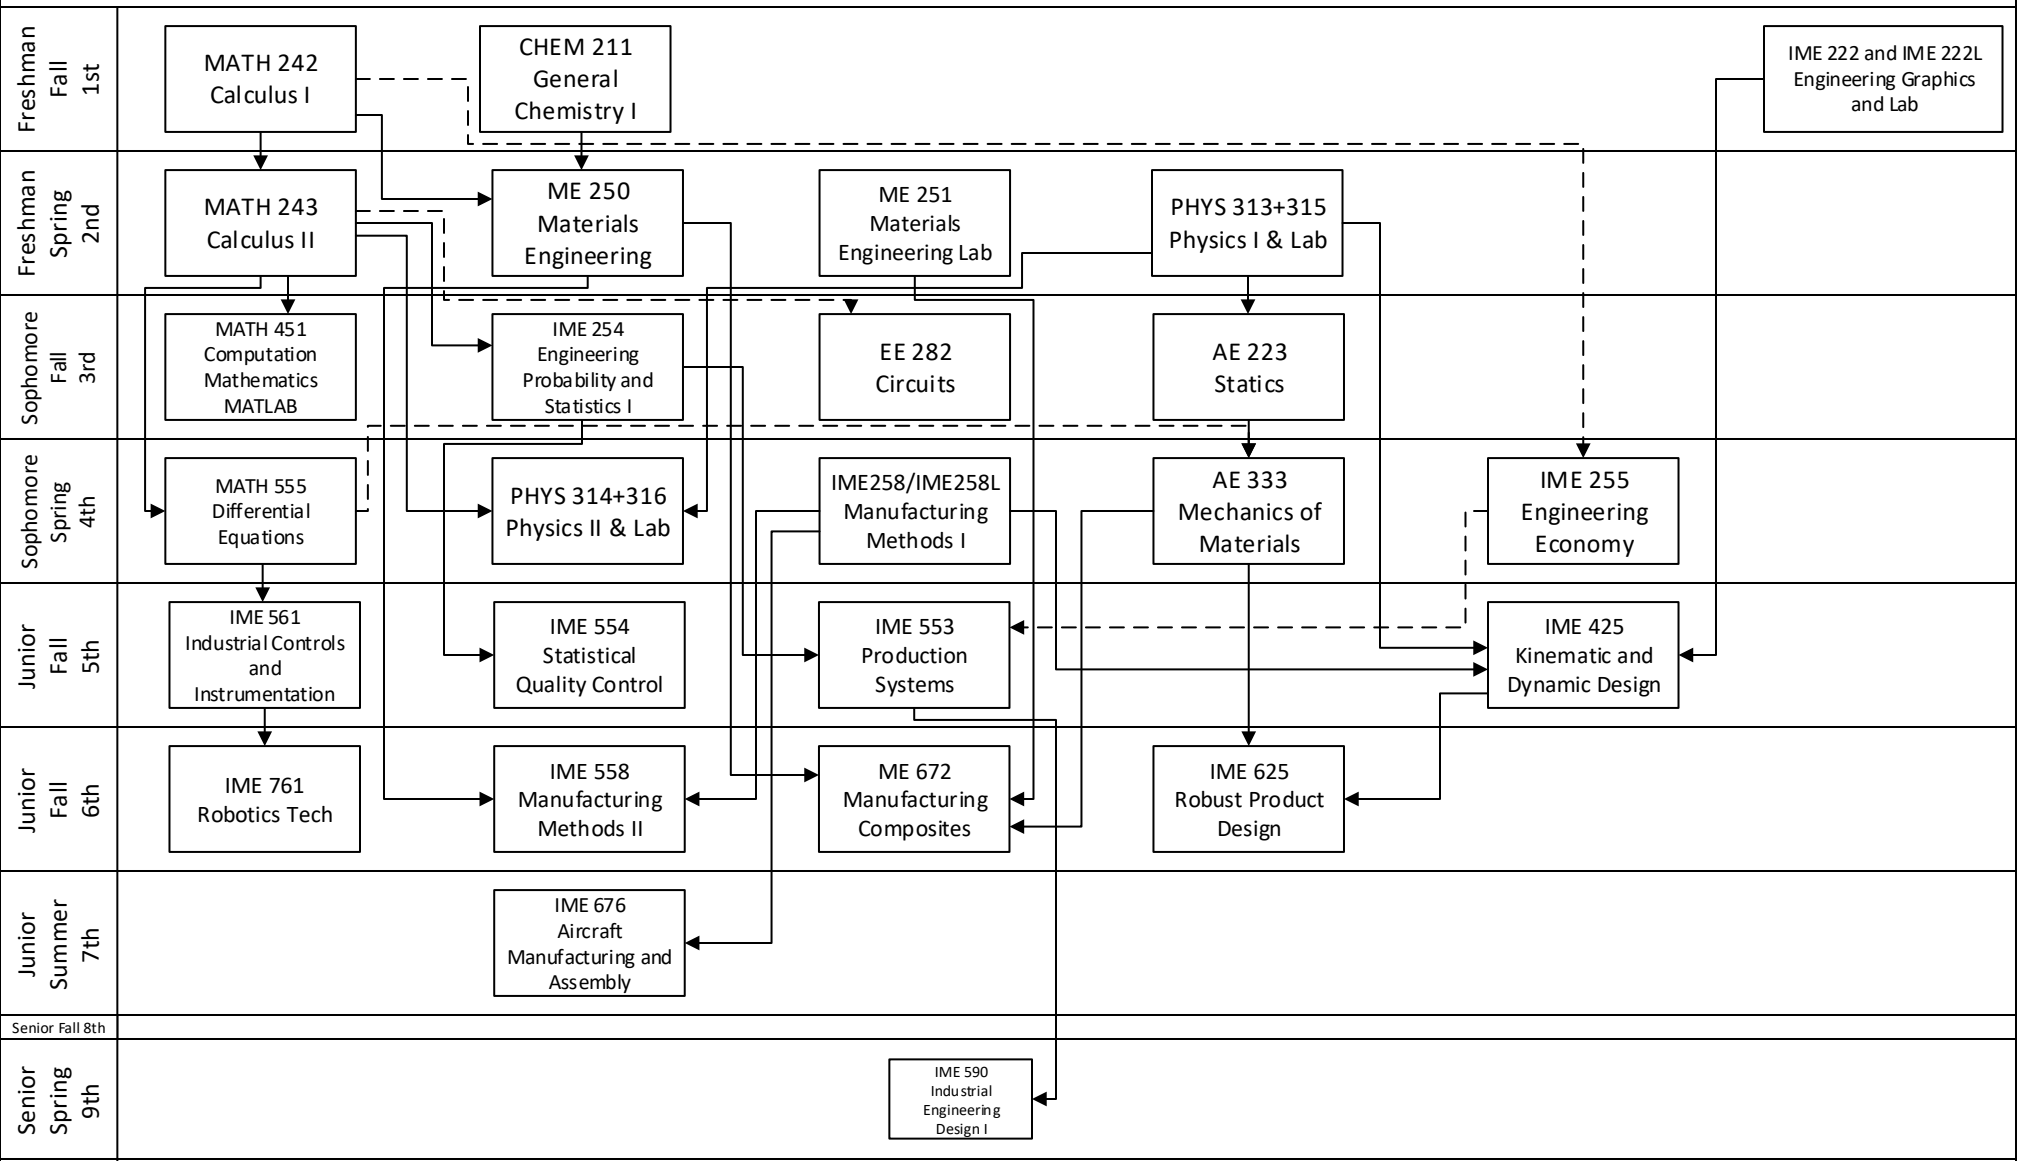 Freshman
Fall
1st
MATH 242
Calculus I
CHEM 211
General
Chemistry I
IME 222 and IME 222L
Engineering Graphics
and Lab
Freshman
Spring
2nd
MATH 243
Calculus II
ME 250
Materials
Engineering
ME 251
Materials
Engineering Lab
PHYS 313+315
Physics I & Lab
Sophomore
Fall
3rd
MATH 451
Computation
Mathematics
MATLAB
IME 254
Engineering
Probability and
Statistics I
EE 282
Circuits
AE 223
Statics
Sophomore
Spring
4th
MATH 555
Differential
Equations
PHYS 314+316
Physics II & Lab
IME258/IME258L
Manufacturing
Methods I
AE 333
Mechanics of
Materials
IME 255
Engineering
Economy
Junior
Fall
5th
IME 561
Industrial Controls
and
Instrumentation
IME 554
Statistical
Quality Control
IME 553
Production
Systems
IME 425
Kinematic and
Dynamic Design
Junior
Fall
6th
IME 761
Robotics Tech
IME 558
Manufacturing
Methods II
ME 672
Manufacturing
Composites
IME 625
Robust Product
Design
Junior
Summer
7th
IME 676
Aircraft
Manufacturing and
Assembly
Senior Fall 8th
Senior
Spring
9th
IME 590
Industrial
Engineering
Design I